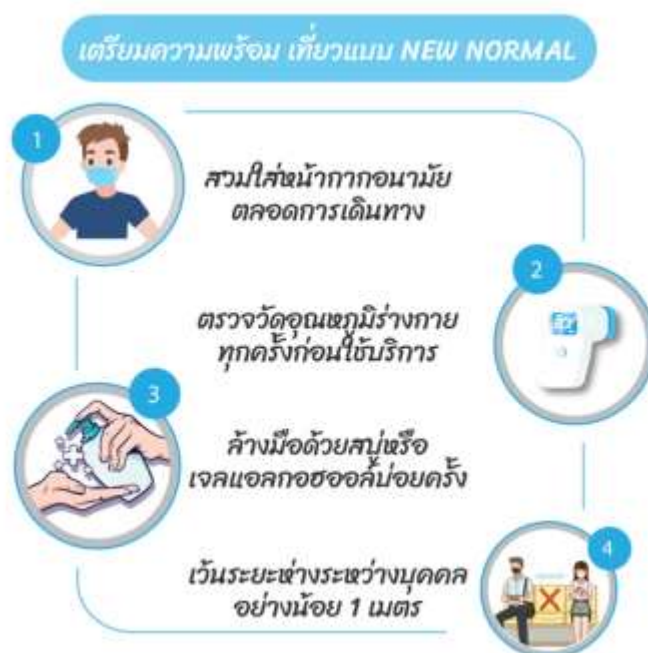 เตรียมความพร้อม เที่ยวแบบ NEW NORMAL
1
สวมใส่หน้ากากอนามัย
ตลอดการเดินทาง
2
ตรวจวัดอุณหภูมิร่างกาย
ทุกครั้งก่อนใช้บริการ
3
ล้างมือด้วยสบู่หรือ
เจลแอลกอฮอล์บ่อยครั้ง
4
เว้นระยะห่างระหว่างบุคคล
อย่างน้อย 1 เมตร